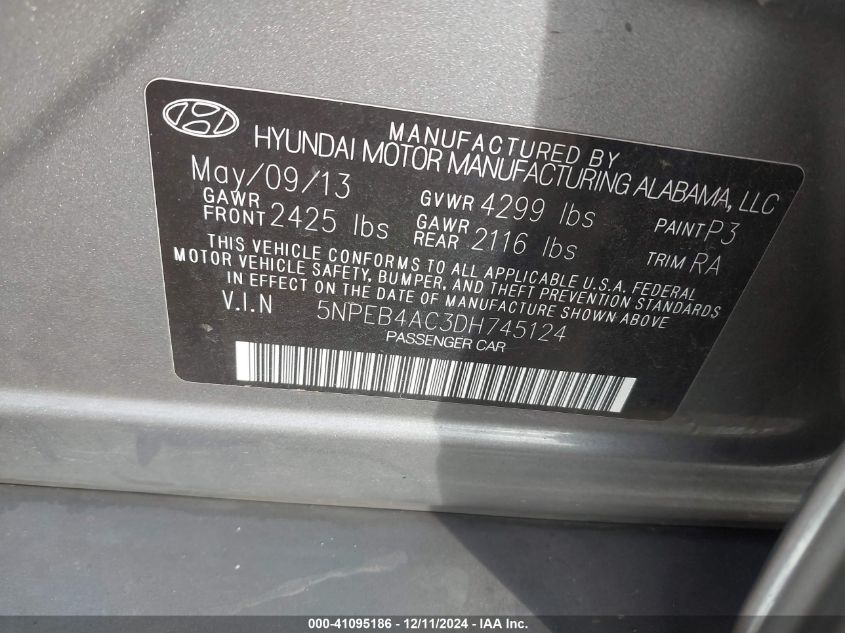 MANUFACTURED BY
HYUNDAI MOTOR MANUFACTURING ALABAMA, LLC
May/09/13
GAWR FRONT 2425 lbs
GVWR 4299 lbs
GAWR REAR 2116 lbs
PAINT P3
TRIM RA
THIS VEHICLE CONFORMS TO ALL APPLICABLE U.S.A. FEDERAL
MOTOR VEHICLE SAFETY, BUMPER, AND THEFT PREVENTION STANDARDS
IN EFFECT ON THE DATE OF MANUFACTURE SHOWN ABOVE
V.I.N 5NPEB4AC3DH745124
PASSENGER CAR
000-41095186 - 12/11/2024 - IAA Inc.